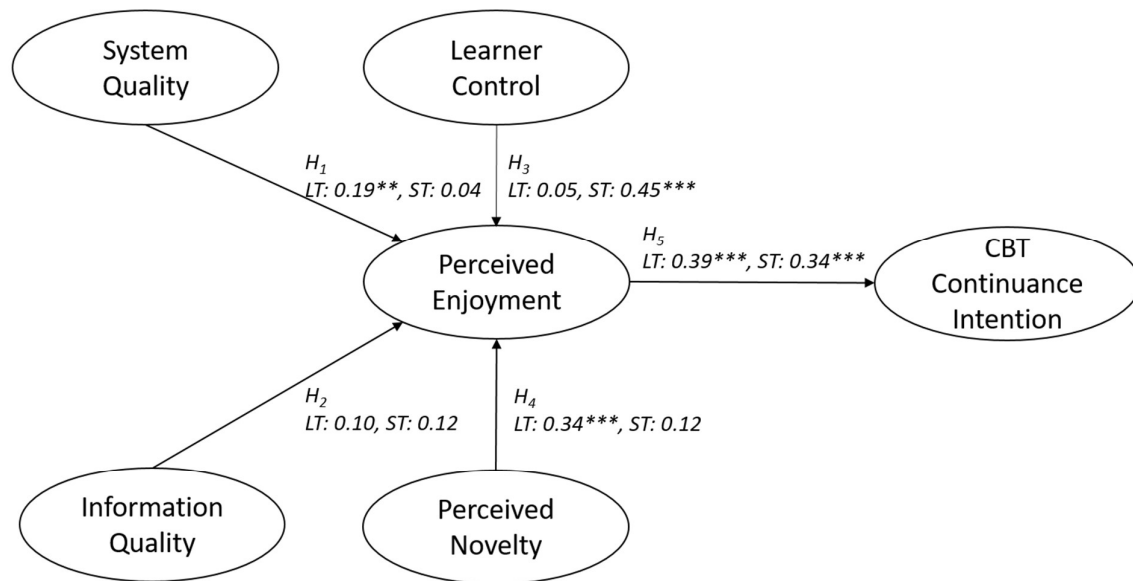 System
Quality
Learner
Control
H1
LT: 0.19**, ST: 0.04
H3
LT: 0.05, ST: 0.45***
Perceived
Enjoyment
H5
LT: 0.39***, ST: 0.34***
CBT
Continuance
Intention
H2
LT: 0.10, ST: 0.12
H4
LT: 0.34***, ST: 0.12
Information
Quality
Perceived
Novelty